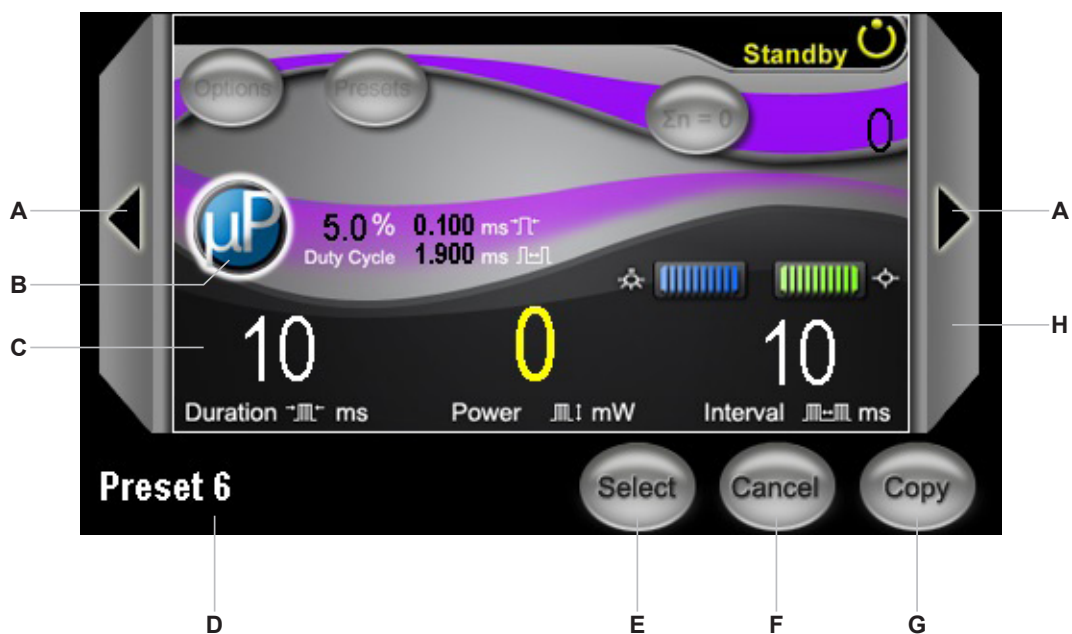 Standby
Options Presets Σn = 0 0
A A
µP 5.0 % 0.100 ms
Duty Cycle 1.900 ms
B
C H
10 0 10
Duration ms Power mW Interval ms
Preset 6 Select Cancel Copy
D E F G